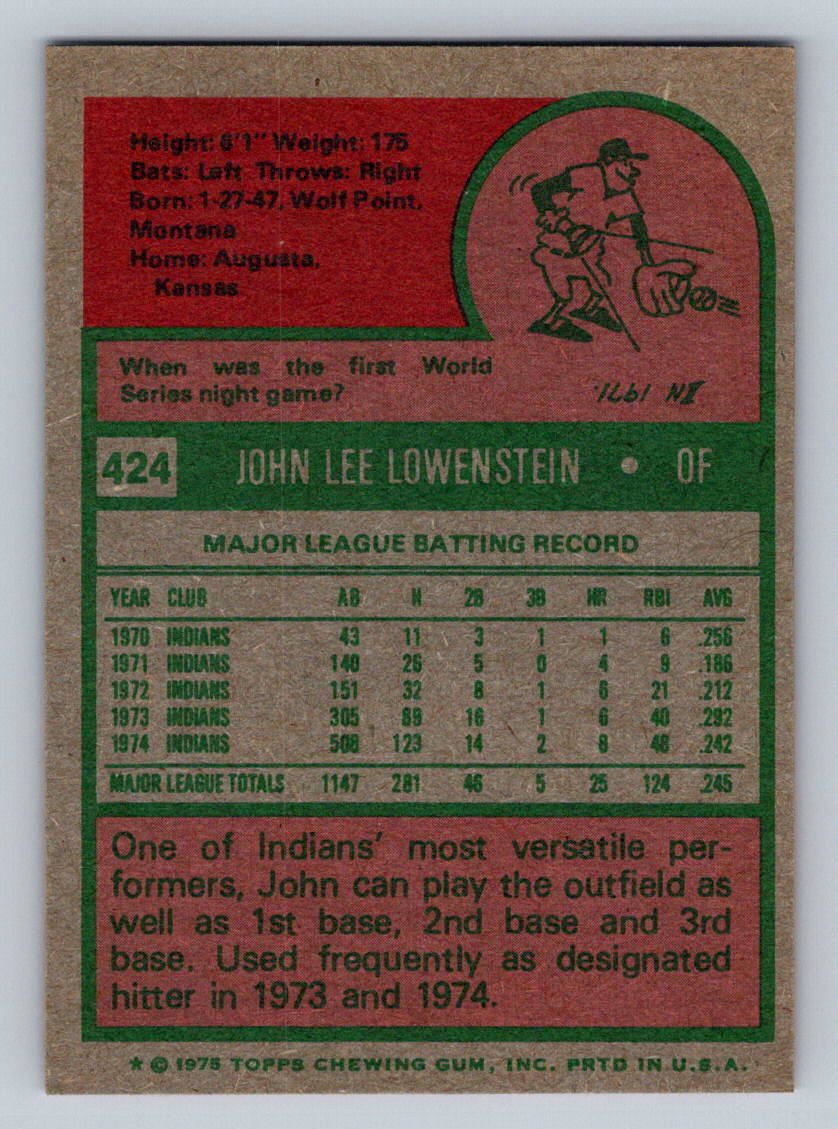 Height: 6'1" Weight: 175
Bats: Left Throws: Right
Born: 1-27-47, Wolf Point,
Montana
Home: Augusta,
Kansas
When was the first World
Series night game?
IN 1971.
424 JOHN LEE LOWENSTEIN • OF
MAJOR LEAGUE BATTING RECORD
YEAR CLUB AB H 2B 3B HR RBI AVG
1970 INDIANS 43 11 3 1 1 6 .256
1971 INDIANS 140 26 5 0 4 9 .186
1972 INDIANS 151 32 8 1 6 21 .212
1973 INDIANS 305 89 16 1 6 40 .292
1974 INDIANS 508 123 14 2 8 48 .242
MAJOR LEAGUE TOTALS 1147 281 46 5 25 124 .245
One of Indians' most versatile per-
formers, John can play the outfield as
well as 1st base, 2nd base and 3rd
base. Used frequently as designated
hitter in 1973 and 1974.
★ © 1975 TOPPS CHEWING GUM, INC. PRTD IN U.S.A.